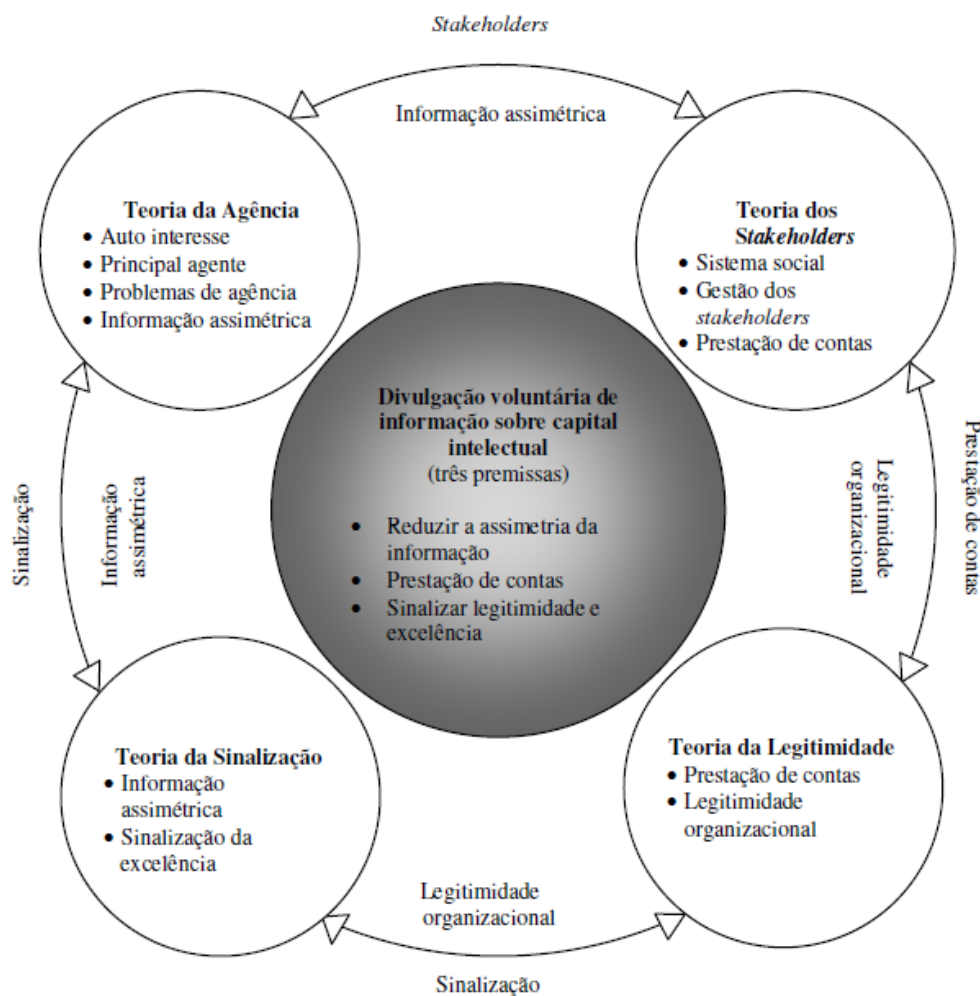 Stakeholders
Informação assimétrica
Teoria da Agência
• Auto interesse
• Principal agente
• Problemas de agência
• Informação assimétrica
Teoria dos
Stakeholders
• Sistema social
• Gestão dos
stakeholders
• Prestação de contas
Divulgação voluntária de
informação sobre capital
intelectual
(três premissas)
• Reduzir a assimetria da
informação
• Prestação de contas
• Sinalizar legitimidade e
excelência
Sinalização
Informação
assimétrica
Legitimidade
organizacional
Prestação de contas
Teoria da Sinalização
• Informação
assimétrica
• Sinalização da
excelência
Teoria da Legitimidade
• Prestação de contas
• Legitimidade
organizacional
Legitimidade
organizacional
Sinalização